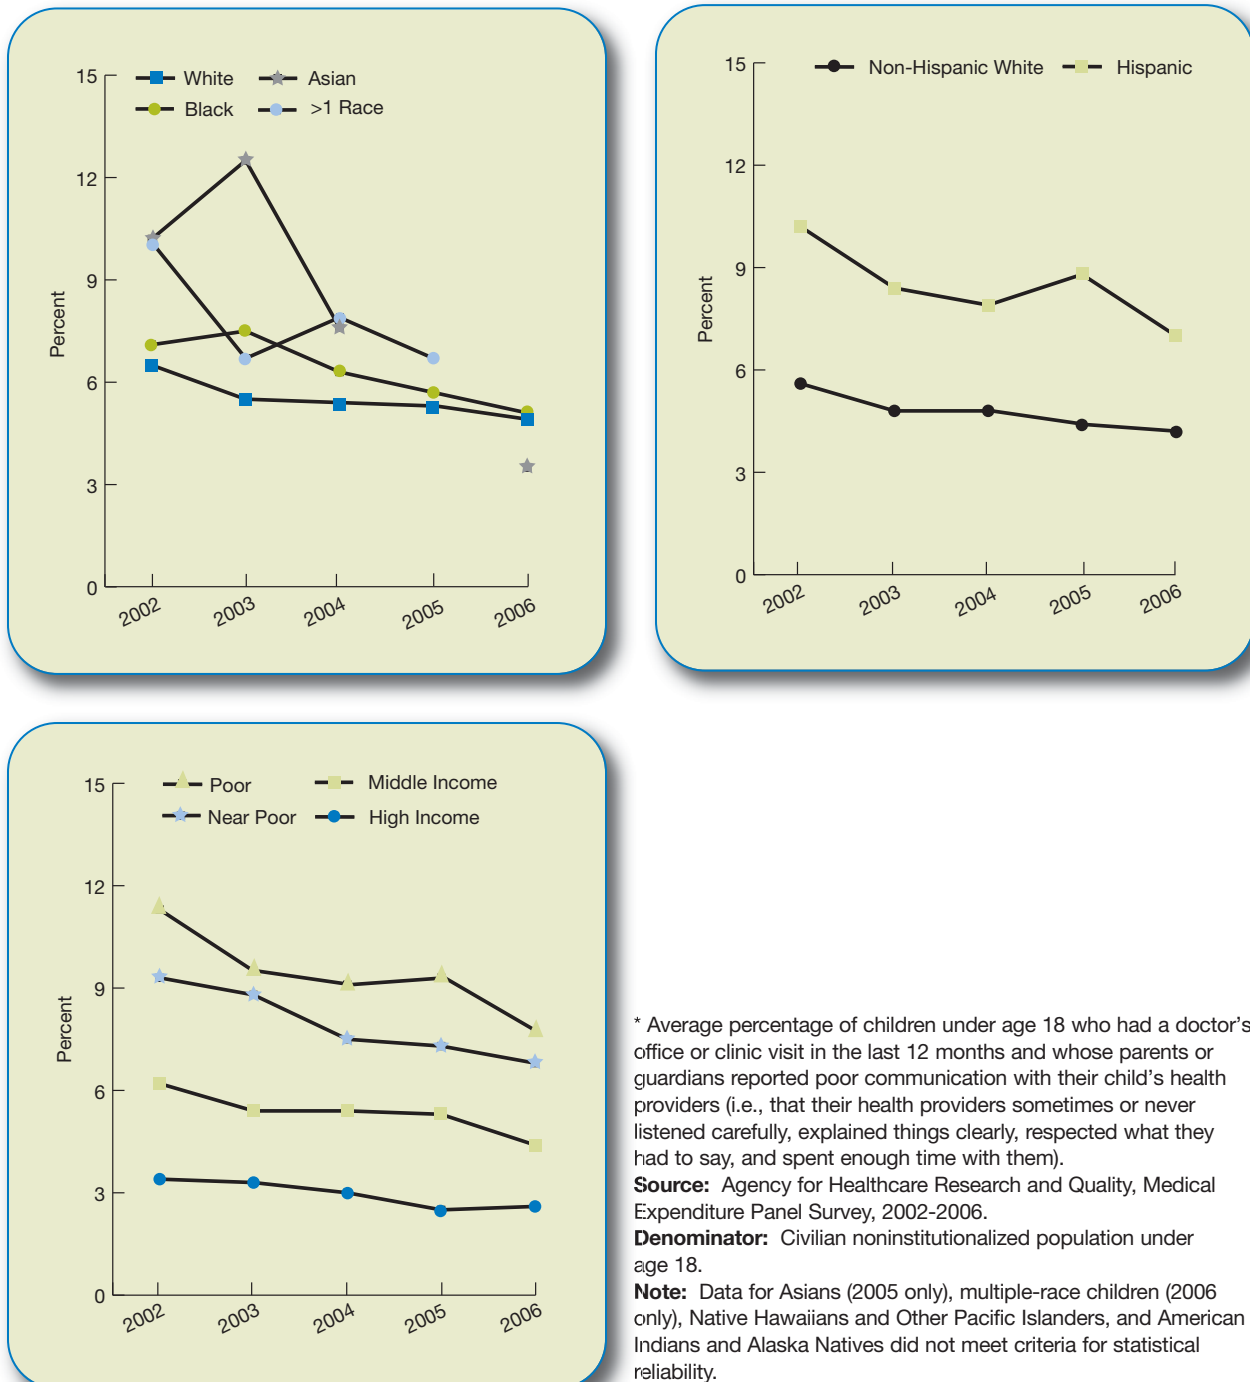 White Asian
Black >1 Race
15
12
9
6
3
0
Percent
2002 2003 2004 2005 2006
Non-Hispanic White Hispanic
15
12
9
6
3
0
Percent
2002 2003 2004 2005 2006
Poor Middle Income
Near Poor High Income
15
12
9
6
3
0
Percent
2002 2003 2004 2005 2006
* Average percentage of children under age 18 who had a doctor's
office or clinic visit in the last 12 months and whose parents or
guardians reported poor communication with their child's health
providers (i.e., that their health providers sometimes or never
listened carefully, explained things clearly, respected what they
had to say, and spent enough time with them).
Source: Agency for Healthcare Research and Quality, Medical
Expenditure Panel Survey, 2002-2006.
Denominator: Civilian noninstitutionalized population under
age 18.
Note: Data for Asians (2005 only), multiple-race children (2006
only), Native Hawaiians and Other Pacific Islanders, and American
Indians and Alaska Natives did not meet criteria for statistical
reliability.